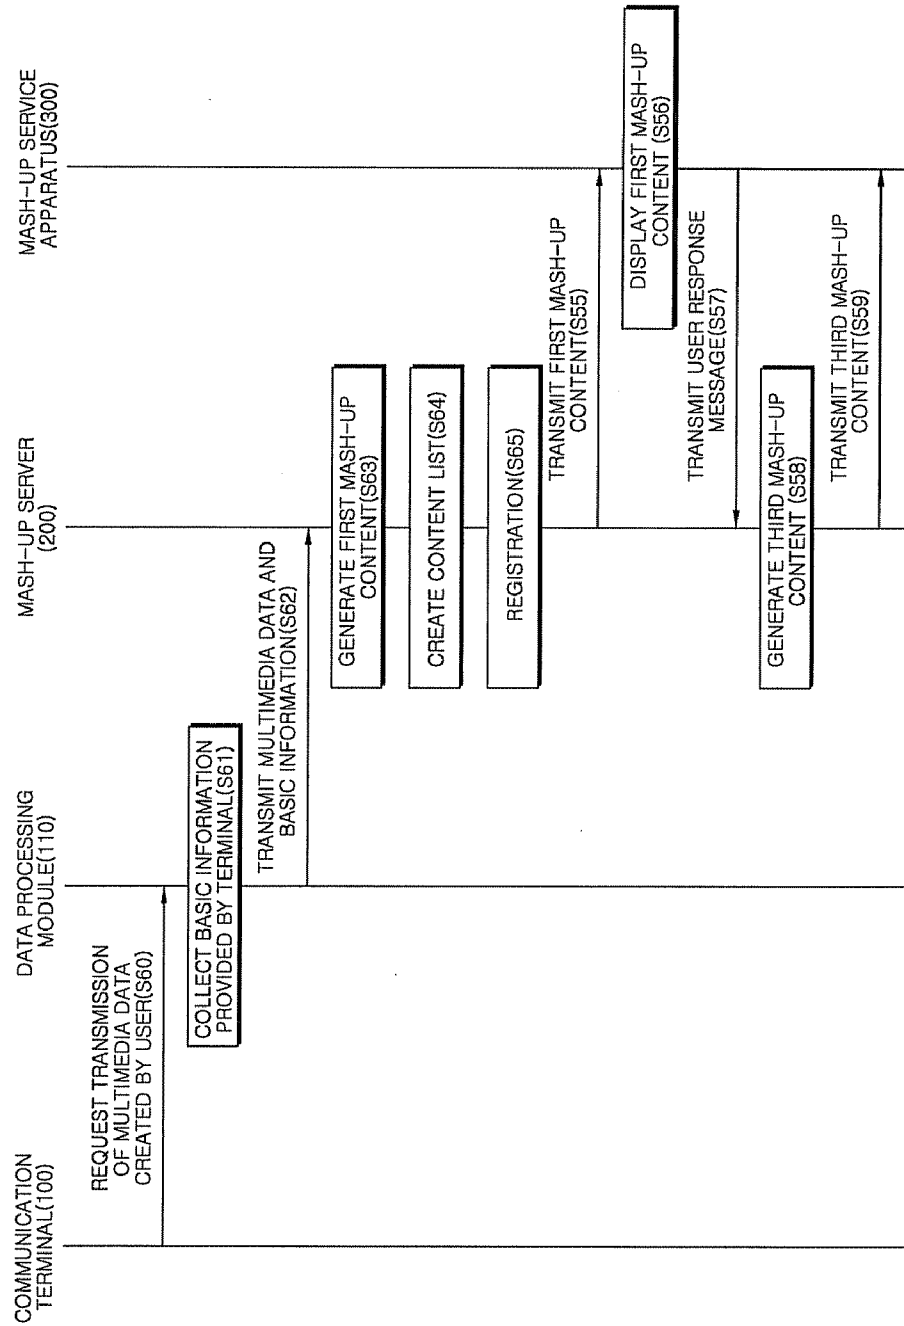 COMMUNICATION
TERMINAL(100)
DATA PROCESSING
MODULE(110)
MASH-UP SERVER
(200)
MASH-UP SERVICE
APPARATUS(300)
REQUEST TRANSMISSION
OF MULTIMEDIA DATA
CREATED BY USER(S60)
COLLECT BASIC INFORMATION
PROVIDED BY TERMINAL(S61)
TRANSMIT MULTIMEDIA DATA AND
BASIC INFORMATION(S62)
GENERATE FIRST MASH-UP
CONTENT(S63)
CREATE CONTENT LIST(S64)
REGISTRATION(S65)
TRANSMIT FIRST MASH-UP
CONTENT(S55)
DISPLAY FIRST MASH-UP
CONTENT (S56)
TRANSMIT USER RESPONSE
MESSAGE(S57)
GENERATE THIRD MASH-UP
CONTENT (S58)
TRANSMIT THIRD MASH-UP
CONTENT(S59)